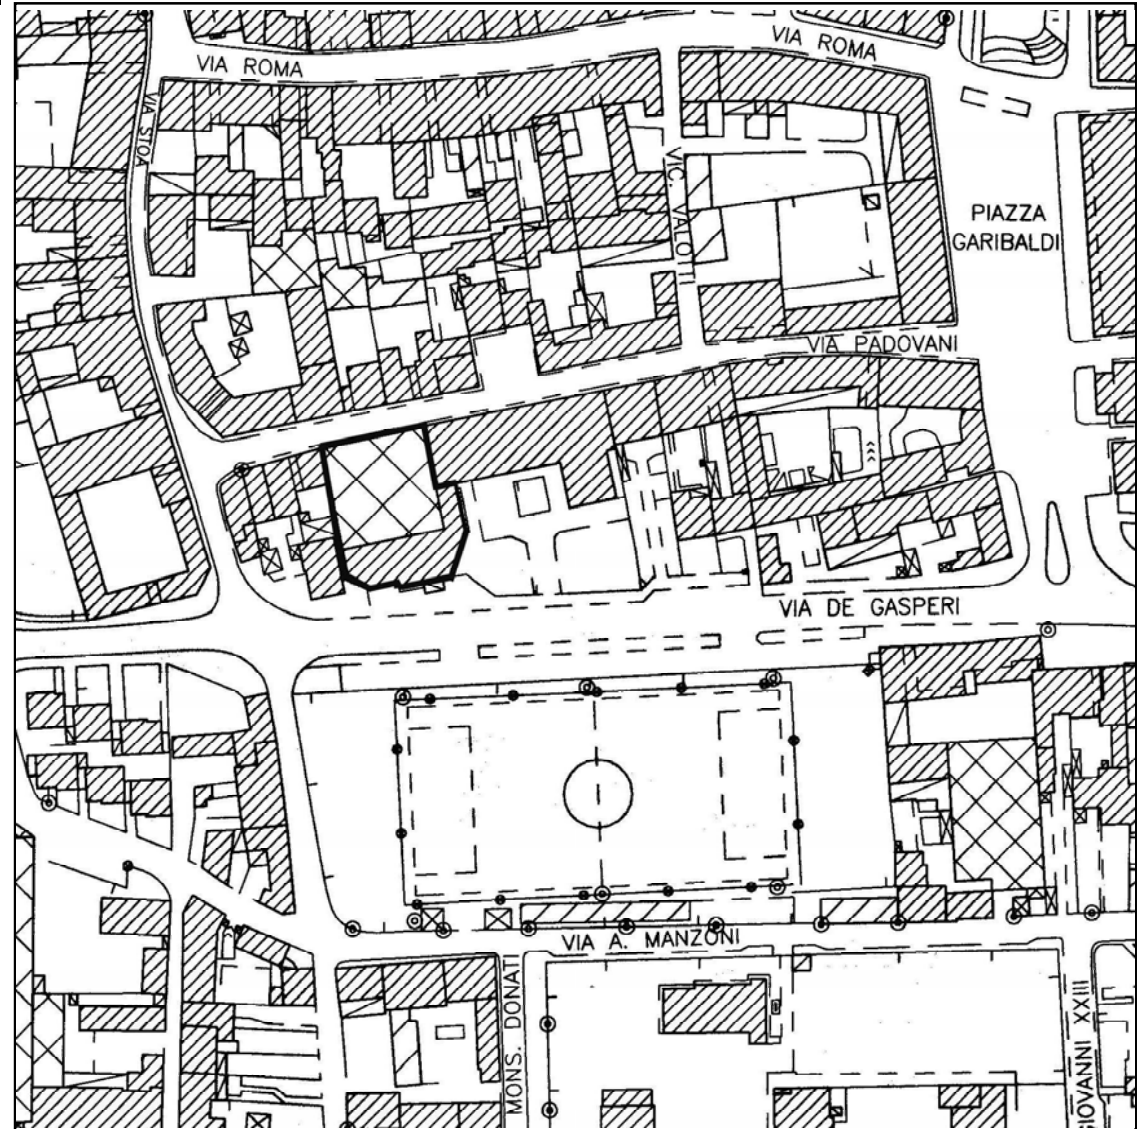 VIA ROMA
VIA ROMA
VIA STOA
VIC. VALOTTI
PIAZZA
GARIBALDI
VIA PADOVANI
VIA DE GASPERI
VIA A. MANZONI
MONS. DONATI
GIOVANNI XXIII